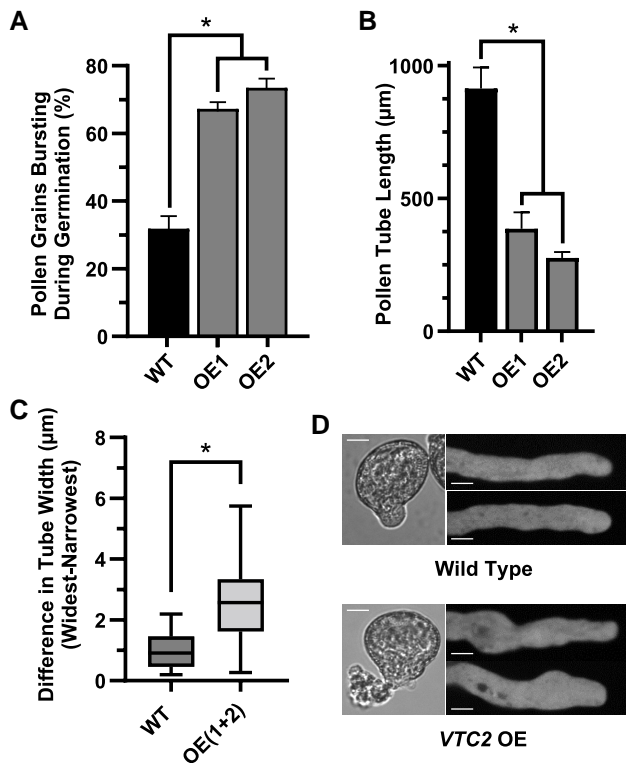 A
Pollen Grains Bursting
During Germination (%)
80
60
40
20
0
*
WT
OE1
OE2
B
Pollen Tube Length (µm)
1000
500
0
*
WT
OE1
OE2
C
Difference in Tube Width (µm)
(Widest-Narrowest)
8
6
4
2
0
*
WT
OE(1+2)
D
Wild Type
VTC2 OE